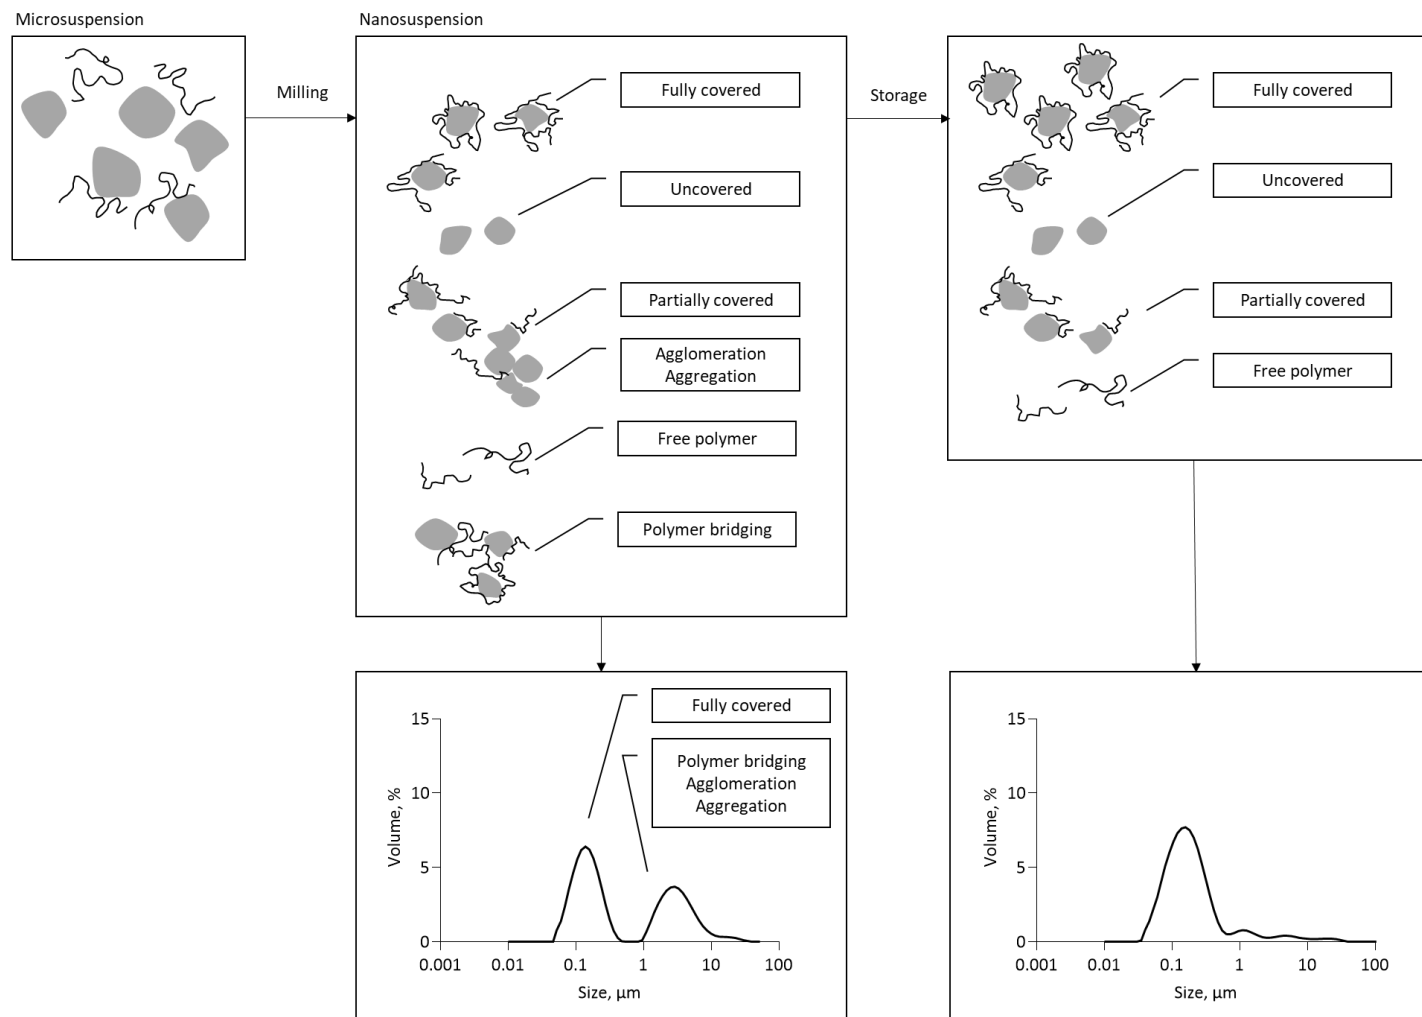 Microsuspension
Milling
Nanosuspension
Fully covered
Uncovered
Partially covered
Agglomeration
Aggregation
Free polymer
Polymer bridging
Storage
Fully covered
Uncovered
Partially covered
Free polymer
Fully covered
Polymer bridging
Agglomeration
Aggregation
Volume, %
15
10
5
0
0.001 0.01 0.1 1 10 100
Size, µm
Volume, %
15
10
5
0
0.001 0.01 0.1 1 10 100
Size, µm